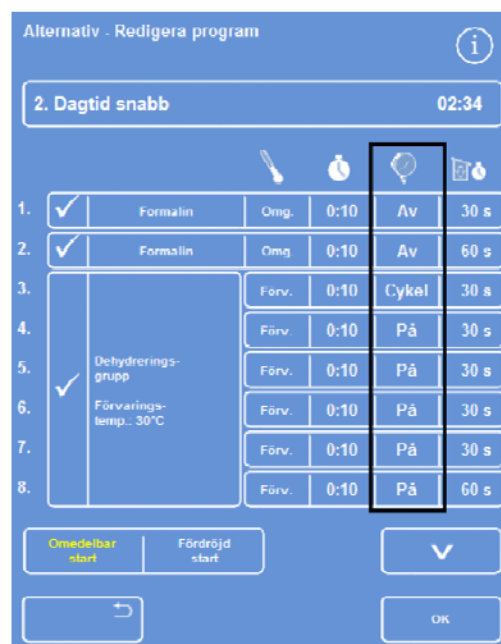 Alternativ - Redigera program
2. Dagtid snabb 02:34
1. Formalin Omg. 0:10 Av 30 s
2. Formalin Omg 0:10 Av 60 s
3. Förv. 0:10 Cykel 30 s
4. Förv. 0:10 På 30 s
5. Dehydrerings-
grupp Förv. 0:10 På 30 s
6. Förvarings-
temp.: 30°C Förv. 0:10 På 30 s
7. Förv. 0:10 På 30 s
8. Förv. 0:10 På 60 s
Omedelbar
start
Fördröjd
start
OK